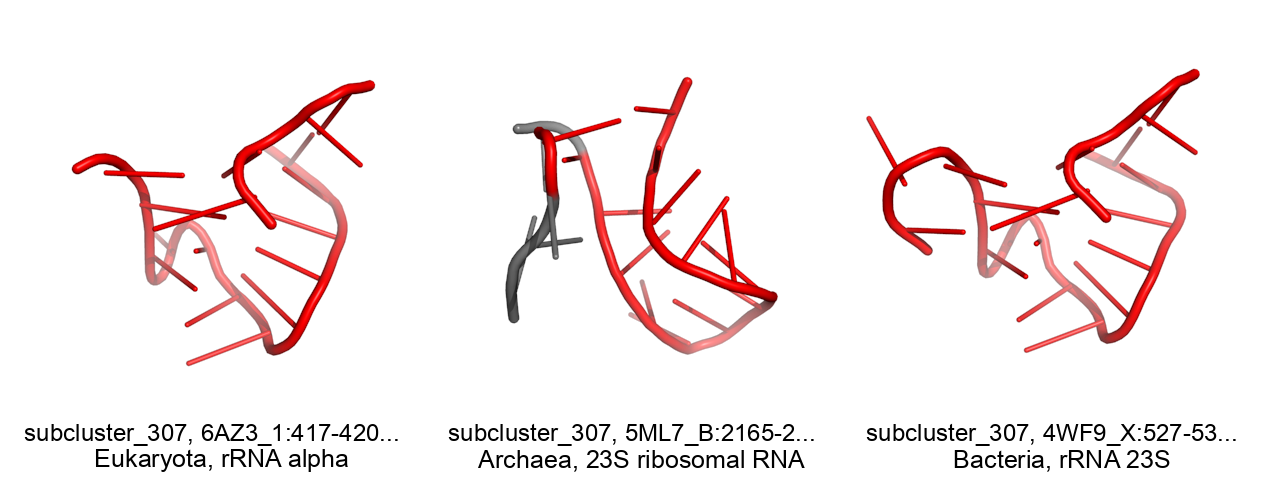 subcluster_307, 6AZ3_1:417-420...
Eukaryota, rRNA alpha
subcluster_307, 5ML7_B:2165-2...
Archaea, 23S ribosomal RNA
subcluster_307, 4WF9_X:527-53...
Bacteria, rRNA 23S